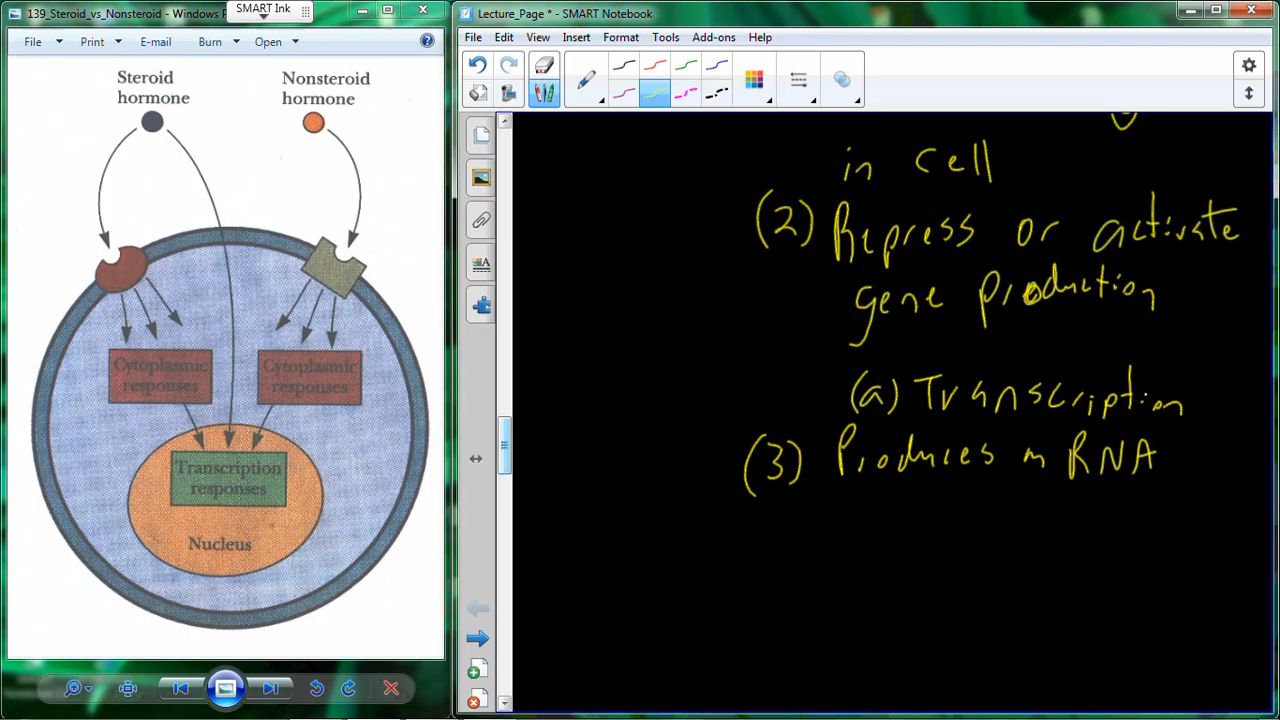 139_Steroid_vs_Nonsteroid - Windows
SMART Ink
File Print E-mail Burn Open
Steroid
hormone
Nonsteroid
hormone
Cytoplasmic
responses
Cytoplasmic
responses
Transcription
responses
Nucleus
Lecture_Page * - SMART Notebook
File Edit View Insert Format Tools Add-ons Help
in cell
(2) Repress or activate
gene production
(a) Transcription
(3) Produces mRNA